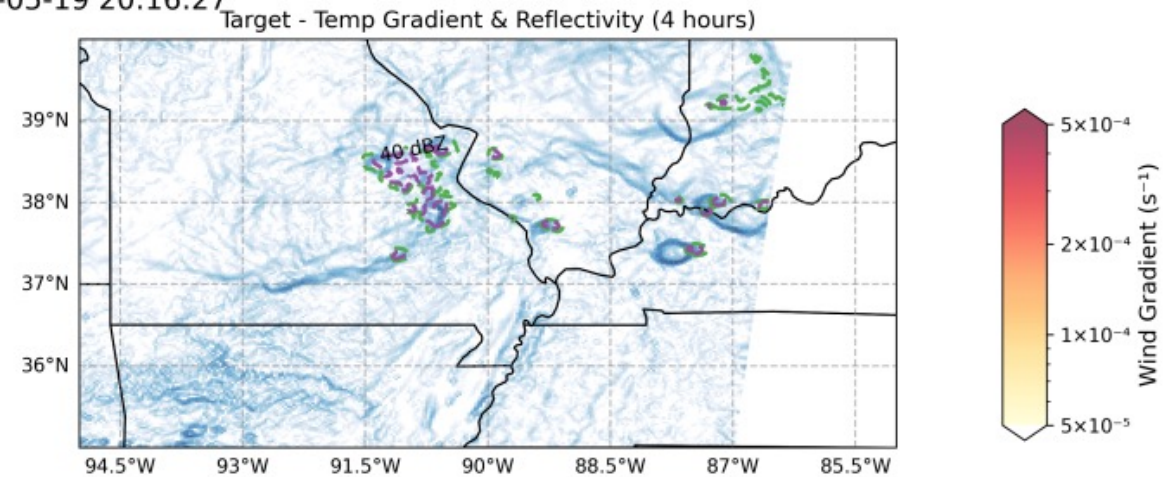 -05-19 20:16:27
Target - Temp Gradient & Reflectivity (4 hours)
40 dBZ
39°N
38°N
37°N
36°N
94.5°W 93°W 91.5°W 90°W 88.5°W 87°W 85.5°W
5×10⁻⁴
2×10⁻⁴
1×10⁻⁴
5×10⁻⁵
Wind Gradient (s⁻¹)